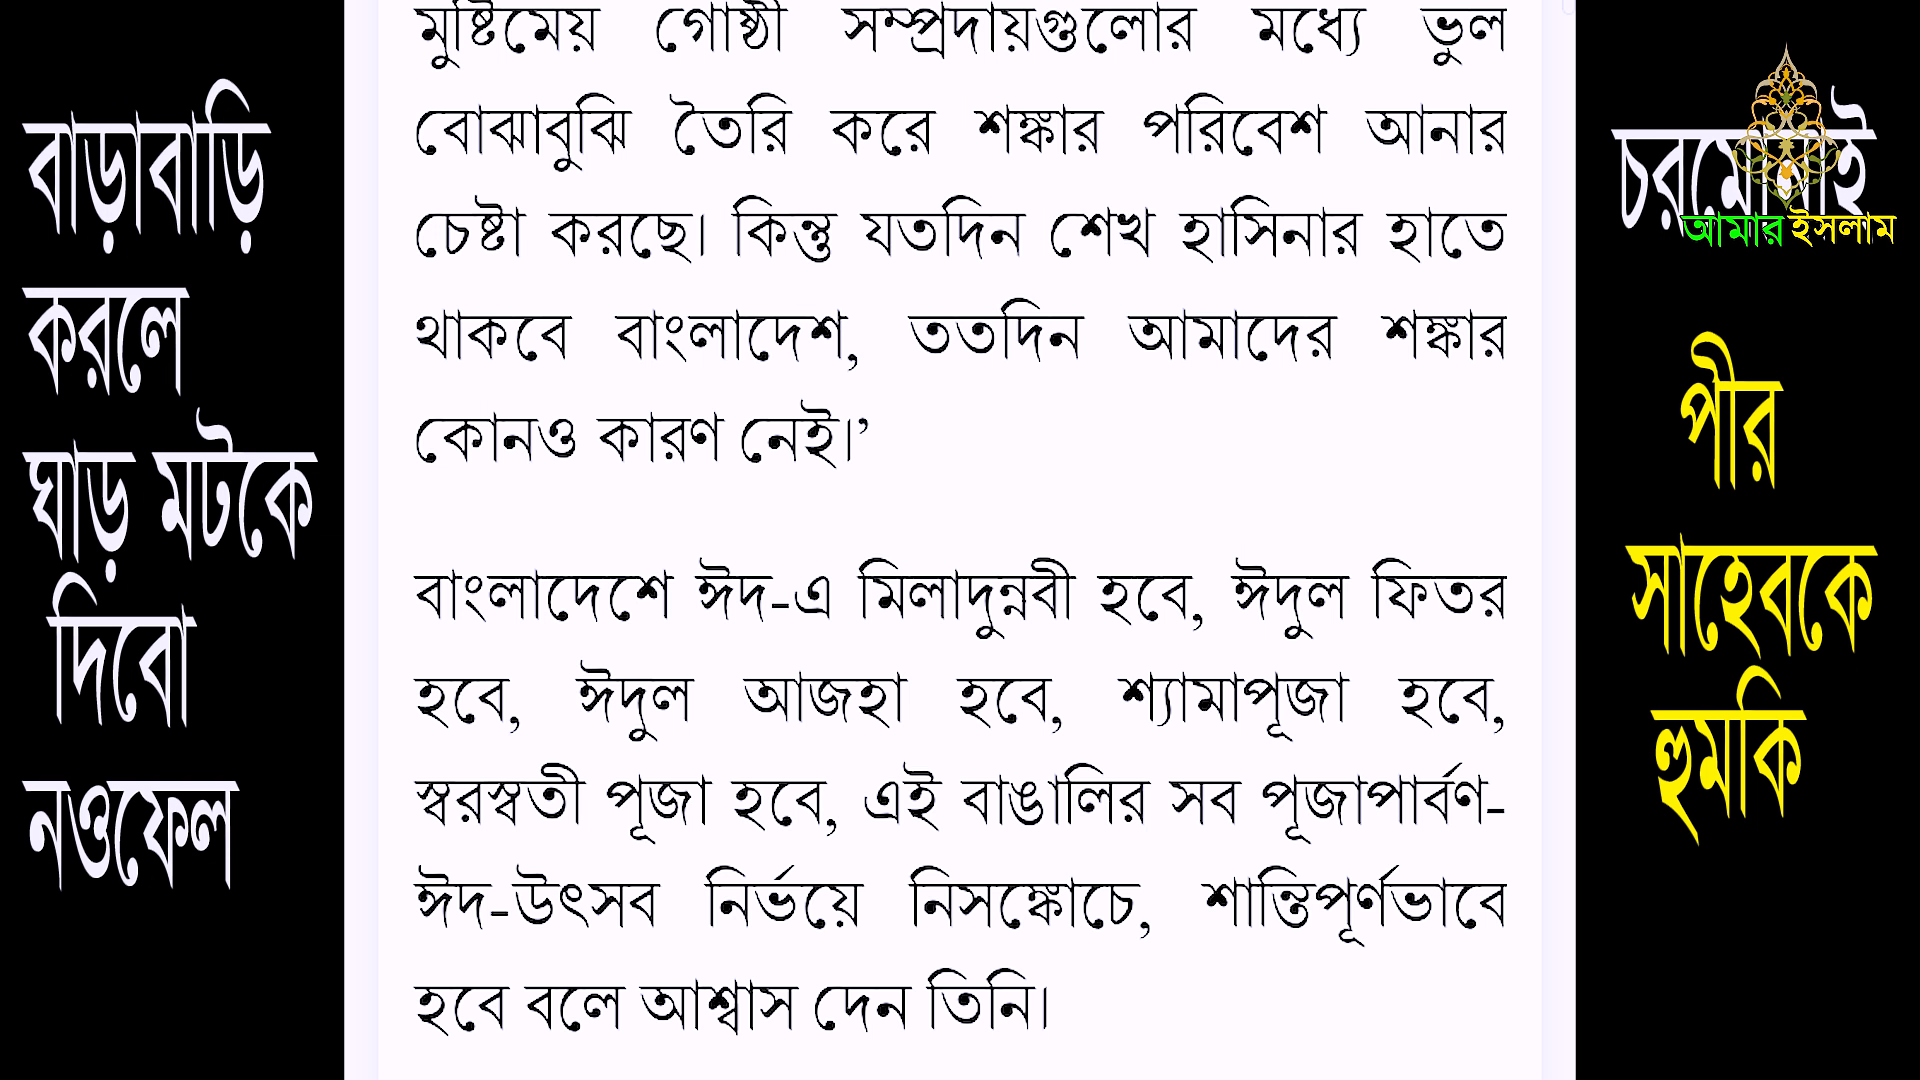 বাড়াবাড়ি
করলে
ঘাড় মটকে
দিবো
নওফেল
মুষ্টিমেয় গোষ্ঠী সম্প্রদায়গুলোর মধ্যে ভুল
বোঝাবুঝি তৈরি করে শঙ্কার পরিবেশ আনার
চেষ্টা করছে। কিন্তু যতদিন শেখ হাসিনার হাতে
থাকবে বাংলাদেশ, ততদিন আমাদের শঙ্কার
কোনও কারণ নেই।’
বাংলাদেশে ঈদ-এ মিলাদুন্নবী হবে, ঈদুল ফিতর
হবে, ঈদুল আজহা হবে, শ্যামাপূজা হবে,
স্বরস্বতী পূজা হবে, এই বাঙালির সব পূজাপার্বণ-
ঈদ-উৎসব নির্ভয়ে নিসঙ্কোচে, শান্তিপূর্ণভাবে
হবে বলে আশ্বাস দেন তিনি।
চরমোনাই
আমার ইসলাম
পীর
সাহেবকে
হুমকি